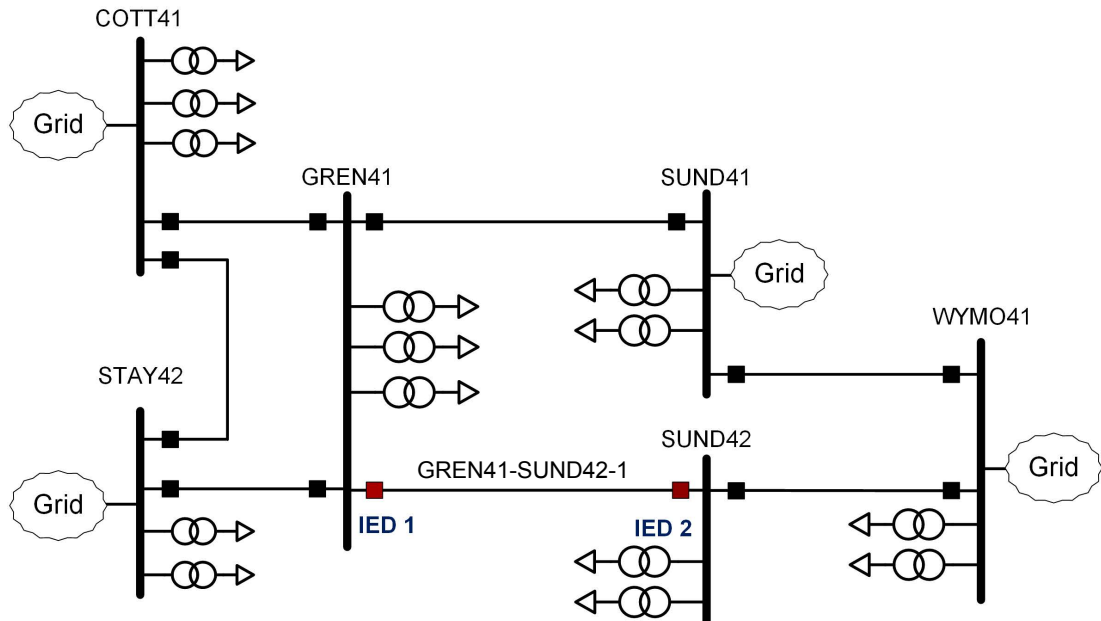 COTT41
Grid
GREN41
SUND41
Grid
WYMO41
STAY42
SUND42
Grid
GREN41-SUND42-1
Grid
IED 1
IED 2